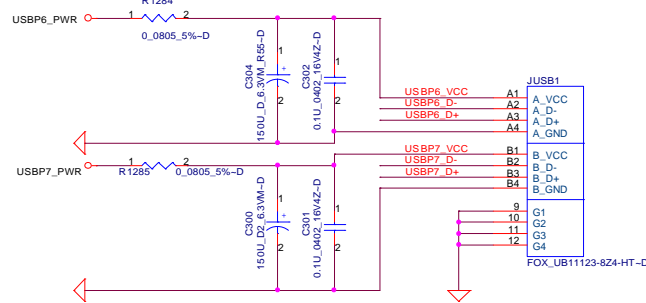 R1284
USBP6_PWR 1 2
0_0805_5%~D
1 1
C304
150U_D_6.3VM_R55~D
C302
0.1U_0402_16V4Z~D
2 2
JUSB1
USBP6_VCC A1 A_VCC
USBP6_D- A2 A_D-
USBP6_D+ A3 A_D+
A4 A_GND
USBP7_VCC B1 B_VCC
USBP7_D- B2 B_D-
USBP7_D+ B3 B_D+
B4 B_GND
USBP7_PWR 1 2
R1285 0_0805_5%~D
1 1
C300
150U_D2_6.3VM~D
C301
0.1U_0402_16V4Z~D
2 2
9 G1
10 G2
11 G3
12 G4
FOX_UB11123-8Z4-HT~D